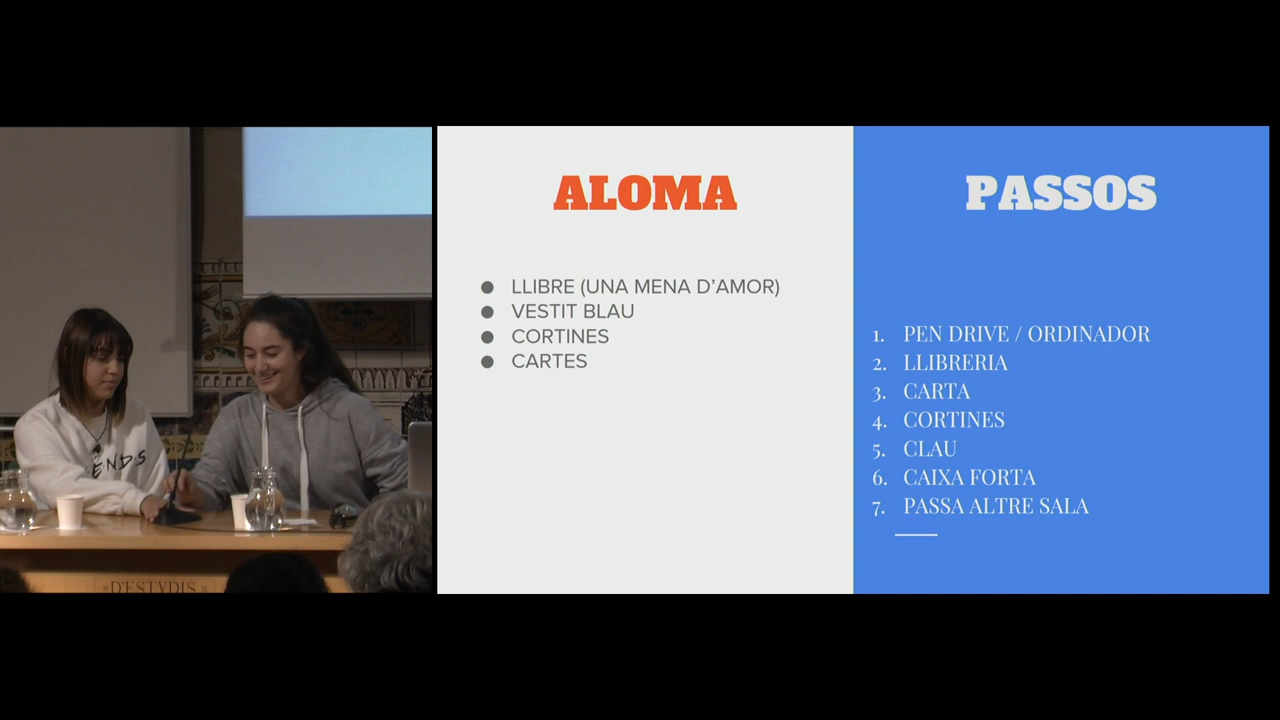 ENDS
D'ESTVDIS
ALOMA
● LLIBRE (UNA MENA D'AMOR)
● VESTIT BLAU
● CORTINES
● CARTES
PASSOS
1. PEN DRIVE / ORDINADOR
2. LLIBRERIA
3. CARTA
4. CORTINES
5. CLAU
6. CAIXA FORTA
7. PASSA ALTRE SALA